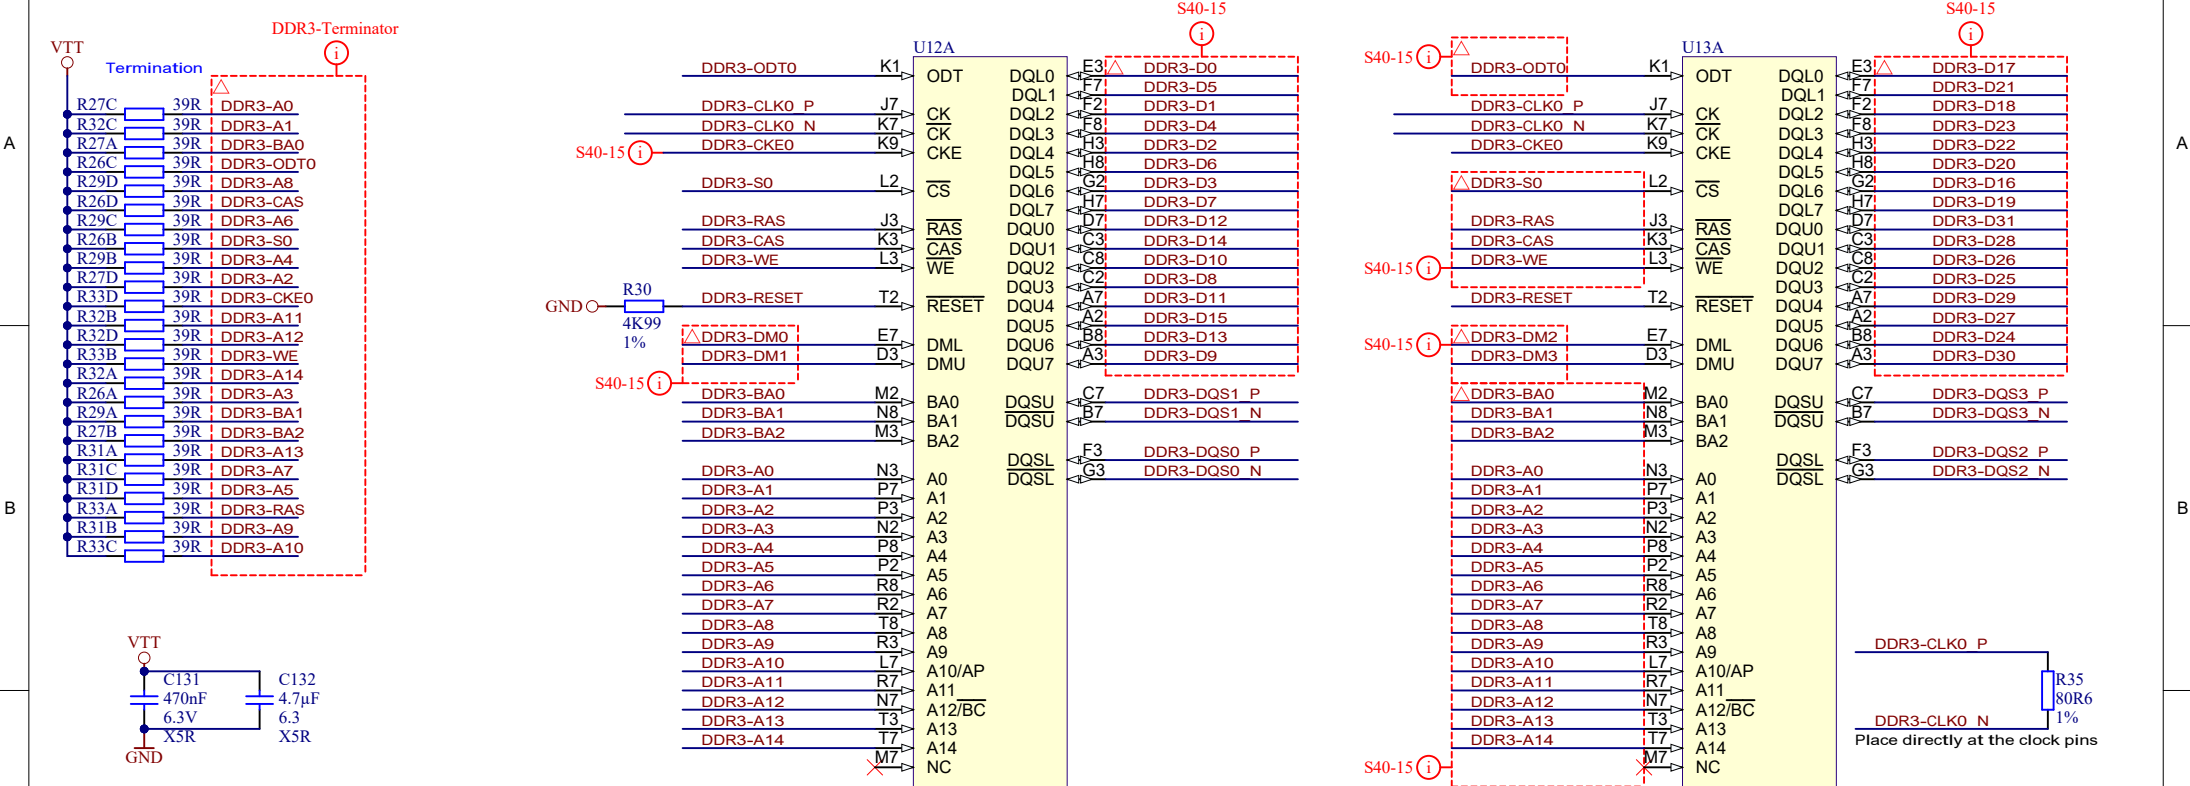 DDR3-Terminator
VTT
Termination
R27C 39R DDR3-A0
R32C 39R DDR3-A1
R27A 39R DDR3-BA0
R26C 39R DDR3-ODT0
R29D 39R DDR3-A8
R26D 39R DDR3-CAS
R29C 39R DDR3-A6
R26B 39R DDR3-S0
R29B 39R DDR3-A4
R27D 39R DDR3-A2
R33D 39R DDR3-CKE0
R32B 39R DDR3-A11
R32D 39R DDR3-A12
R33B 39R DDR3-WE
R32A 39R DDR3-A14
R26A 39R DDR3-A3
R29A 39R DDR3-BA1
R27B 39R DDR3-BA2
R31A 39R DDR3-A13
R31C 39R DDR3-A7
R31D 39R DDR3-A5
R33A 39R DDR3-RAS
R31B 39R DDR3-A9
R33C 39R DDR3-A10
A
B
VTT
C131
470nF
6.3V
X5R
C132
4.7µF
6.3
X5R
GND
S40-15
U12A
DDR3-ODT0 K1 ODT
DDR3-CLK0_P J7 CK
DDR3-CLK0_N K7 CK
S40-15 DDR3-CKE0 K9 CKE
DDR3-S0 L2 CS
DDR3-RAS J3 RAS
DDR3-CAS K3 CAS
DDR3-WE L3 WE
GND R30 4K99 1%
DDR3-RESET T2 RESET
DDR3-DM0 E7 DML
DDR3-DM1 D3 DMU
S40-15
DDR3-BA0 M2 BA0
DDR3-BA1 N8 BA1
DDR3-BA2 M3 BA2
DDR3-A0 N3 A0
DDR3-A1 P7 A1
DDR3-A2 P3 A2
DDR3-A3 N2 A3
DDR3-A4 P8 A4
DDR3-A5 P2 A5
DDR3-A6 R8 A6
DDR3-A7 R2 A7
DDR3-A8 T8 A8
DDR3-A9 R3 A9
DDR3-A10 L7 A10/AP
DDR3-A11 R7 A11
DDR3-A12 N7 A12/BC
DDR3-A13 T3 A13
DDR3-A14 T7 A14
M7 NC
DQL0 E3 DDR3-D0
DQL1 F7 DDR3-D5
DQL2 F2 DDR3-D1
DQL3 F8 DDR3-D4
DQL4 H3 DDR3-D2
DQL5 H8 DDR3-D6
DQL6 G2 DDR3-D3
DQL7 H7 DDR3-D7
DQU0 D7 DDR3-D12
DQU1 C3 DDR3-D14
DQU2 C8 DDR3-D10
DQU3 C2 DDR3-D8
DQU4 A7 DDR3-D11
DQU5 A2 DDR3-D15
DQU6 B8 DDR3-D13
DQU7 A3 DDR3-D9
DQSU C7 DDR3-DQS1_P
DQSU B7 DDR3-DQS1_N
DQSL F3 DDR3-DQS0_P
DQSL G3 DDR3-DQS0_N
S40-15
S40-15
U13A
DDR3-ODT0 K1 ODT
DDR3-CLK0_P J7 CK
DDR3-CLK0_N K7 CK
DDR3-CKE0 K9 CKE
DDR3-S0 L2 CS
DDR3-RAS J3 RAS
DDR3-CAS K3 CAS
S40-15 DDR3-WE L3 WE
DDR3-RESET T2 RESET
S40-15 DDR3-DM2 E7 DML
DDR3-DM3 D3 DMU
DDR3-BA0 M2 BA0
DDR3-BA1 N8 BA1
DDR3-BA2 M3 BA2
DDR3-A0 N3 A0
DDR3-A1 P7 A1
DDR3-A2 P3 A2
DDR3-A3 N2 A3
DDR3-A4 P8 A4
DDR3-A5 P2 A5
DDR3-A6 R8 A6
DDR3-A7 R2 A7
DDR3-A8 T8 A8
DDR3-A9 R3 A9
DDR3-A10 L7 A10/AP
DDR3-A11 R7 A11
DDR3-A12 N7 A12/BC
DDR3-A13 T3 A13
DDR3-A14 T7 A14
S40-15 M7 NC
DQL0 E3 DDR3-D17
DQL1 F7 DDR3-D21
DQL2 F2 DDR3-D18
DQL3 F8 DDR3-D23
DQL4 H3 DDR3-D22
DQL5 H8 DDR3-D20
DQL6 G2 DDR3-D16
DQL7 H7 DDR3-D19
DQU0 D7 DDR3-D31
DQU1 C3 DDR3-D28
DQU2 C8 DDR3-D26
DQU3 C2 DDR3-D25
DQU4 A7 DDR3-D29
DQU5 A2 DDR3-D27
DQU6 B8 DDR3-D24
DQU7 A3 DDR3-D30
DQSU C7 DDR3-DQS3_P
DQSU B7 DDR3-DQS3_N
DQSL F3 DDR3-DQS2_P
DQSL G3 DDR3-DQS2_N
DDR3-CLK0_P
R35
80R6
1%
DDR3-CLK0_N
Place directly at the clock pins
A
B